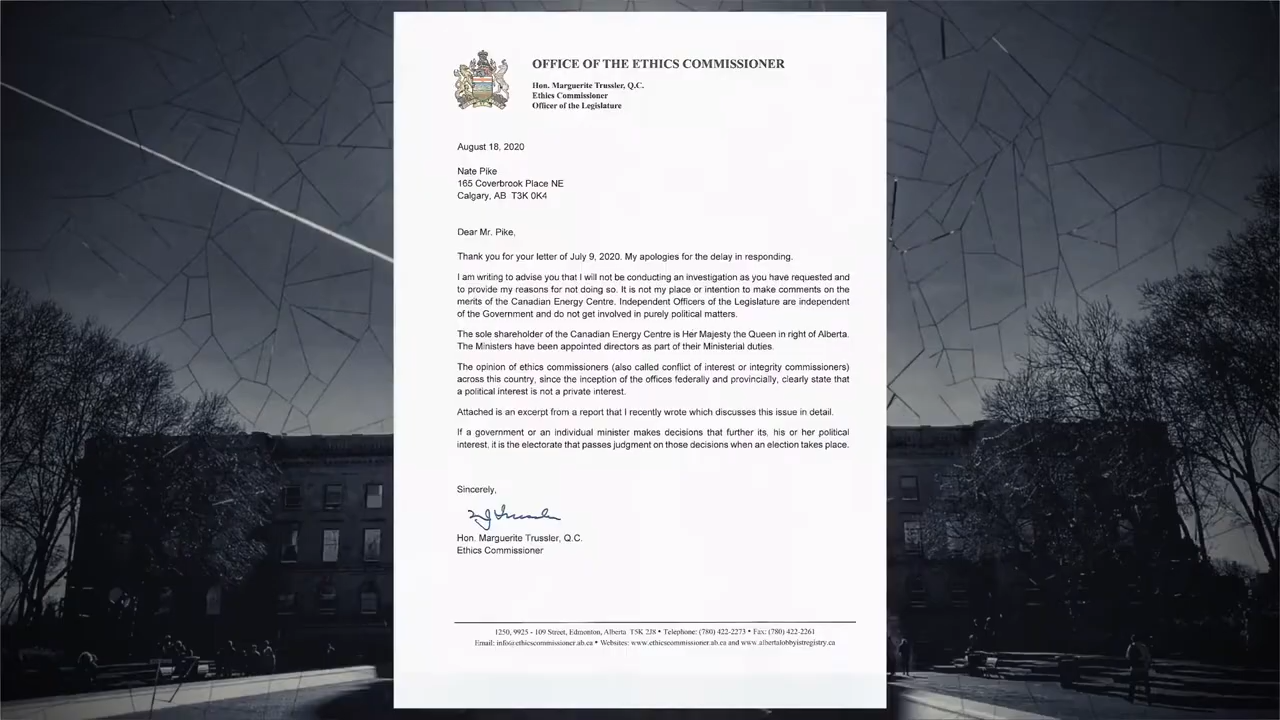 OFFICE OF THE ETHICS COMMISSIONER
Hon. Marguerite Trussler, Q.C.
Ethics Commissioner
Officer of the Legislature
August 18, 2020
Nate Pike
165 Coverbrook Place NE
Calgary, AB T3K 0K4
Dear Mr. Pike,
Thank you for your letter of July 9, 2020. My apologies for the delay in responding.
I am writing to advise you that I will not be conducting an investigation as you have requested and
to provide my reasons for not doing so. It is not my place or intention to make comments on the
merits of the Canadian Energy Centre. Independent Officers of the Legislature are independent
of the Government and do not get involved in purely political matters.
The sole shareholder of the Canadian Energy Centre is Her Majesty the Queen in right of Alberta.
The Ministers have been appointed directors as part of their Ministerial duties.
The opinion of ethics commissioners (also called conflict of interest or integrity commissioners)
across this country, since the inception of the offices federally and provincially, clearly state that
a political interest is not a private interest.
Attached is an excerpt from a report that I recently wrote which discusses this issue in detail.
If a government or an individual minister makes decisions that further its, his or her political
interest, it is the electorate that passes judgment on those decisions when an election takes place.
Sincerely,
Hon. Marguerite Trussler, Q.C.
Ethics Commissioner
1250, 9925 - 109 Street, Edmonton, Alberta T5K 2J8 • Telephone: (780) 422-2273 • Fax: (780) 422-2261
Email: info@ethicscommissioner.ab.ca • Websites: www.ethicscommissioner.ab.ca and www.albertalobbyistregistry.ca